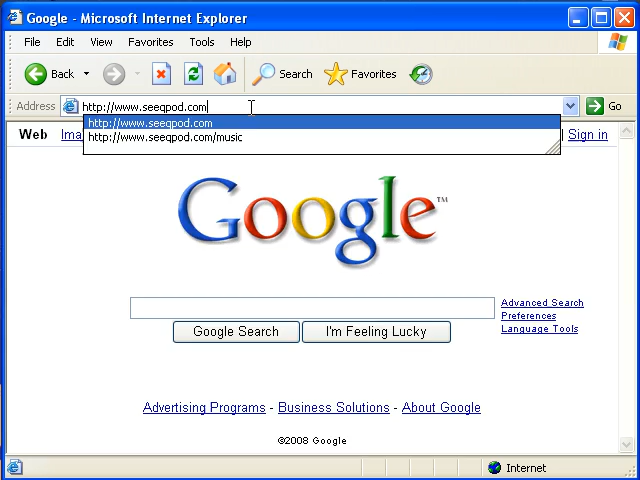 Google - Microsoft Internet Explorer
File Edit View Favorites Tools Help
Back Search Favorites
Address http://www.seeqpod.com Go
http://www.seeqpod.com
http://www.seeqpod.com/music
Web Ima | Sign in
Google™
Advanced Search
Preferences
Language Tools
Google Search I'm Feeling Lucky
Advertising Programs - Business Solutions - About Google
©2008 Google
Internet